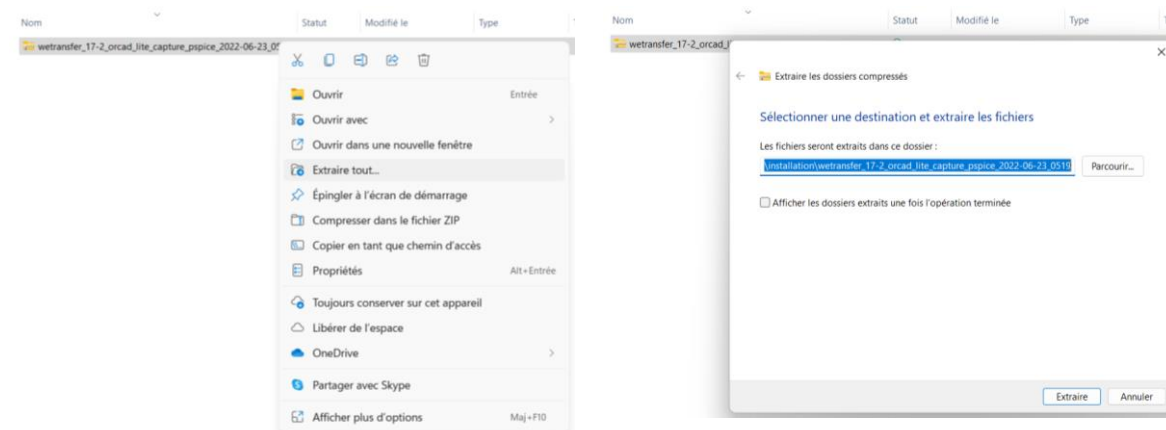 Nom Statut Modifié le Type
wetransfer_17-2_orcad_lite_capture_pspice_2022-06-23_05
Ouvrir Entrée
Ouvrir avec
Ouvrir dans une nouvelle fenêtre
Extraire tout...
Épingler à l'écran de démarrage
Compresser dans le fichier ZIP
Copier en tant que chemin d'accès
Propriétés Alt+Entrée
Toujours conserver sur cet appareil
Libérer de l'espace
OneDrive
Partager avec Skype
Afficher plus d'options Maj+F10
Nom Statut Modifié le Type
wetransfer_17-2_orcad_l
Extraire les dossiers compressés
Sélectionner une destination et extraire les fichiers
Les fichiers seront extraits dans ce dossier :
\installation\wetransfer_17-2_orcad_lite_capture_pspice_2022-06-23_0519 Parcourir...
Afficher les dossiers extraits une fois l'opération terminée
Extraire Annuler